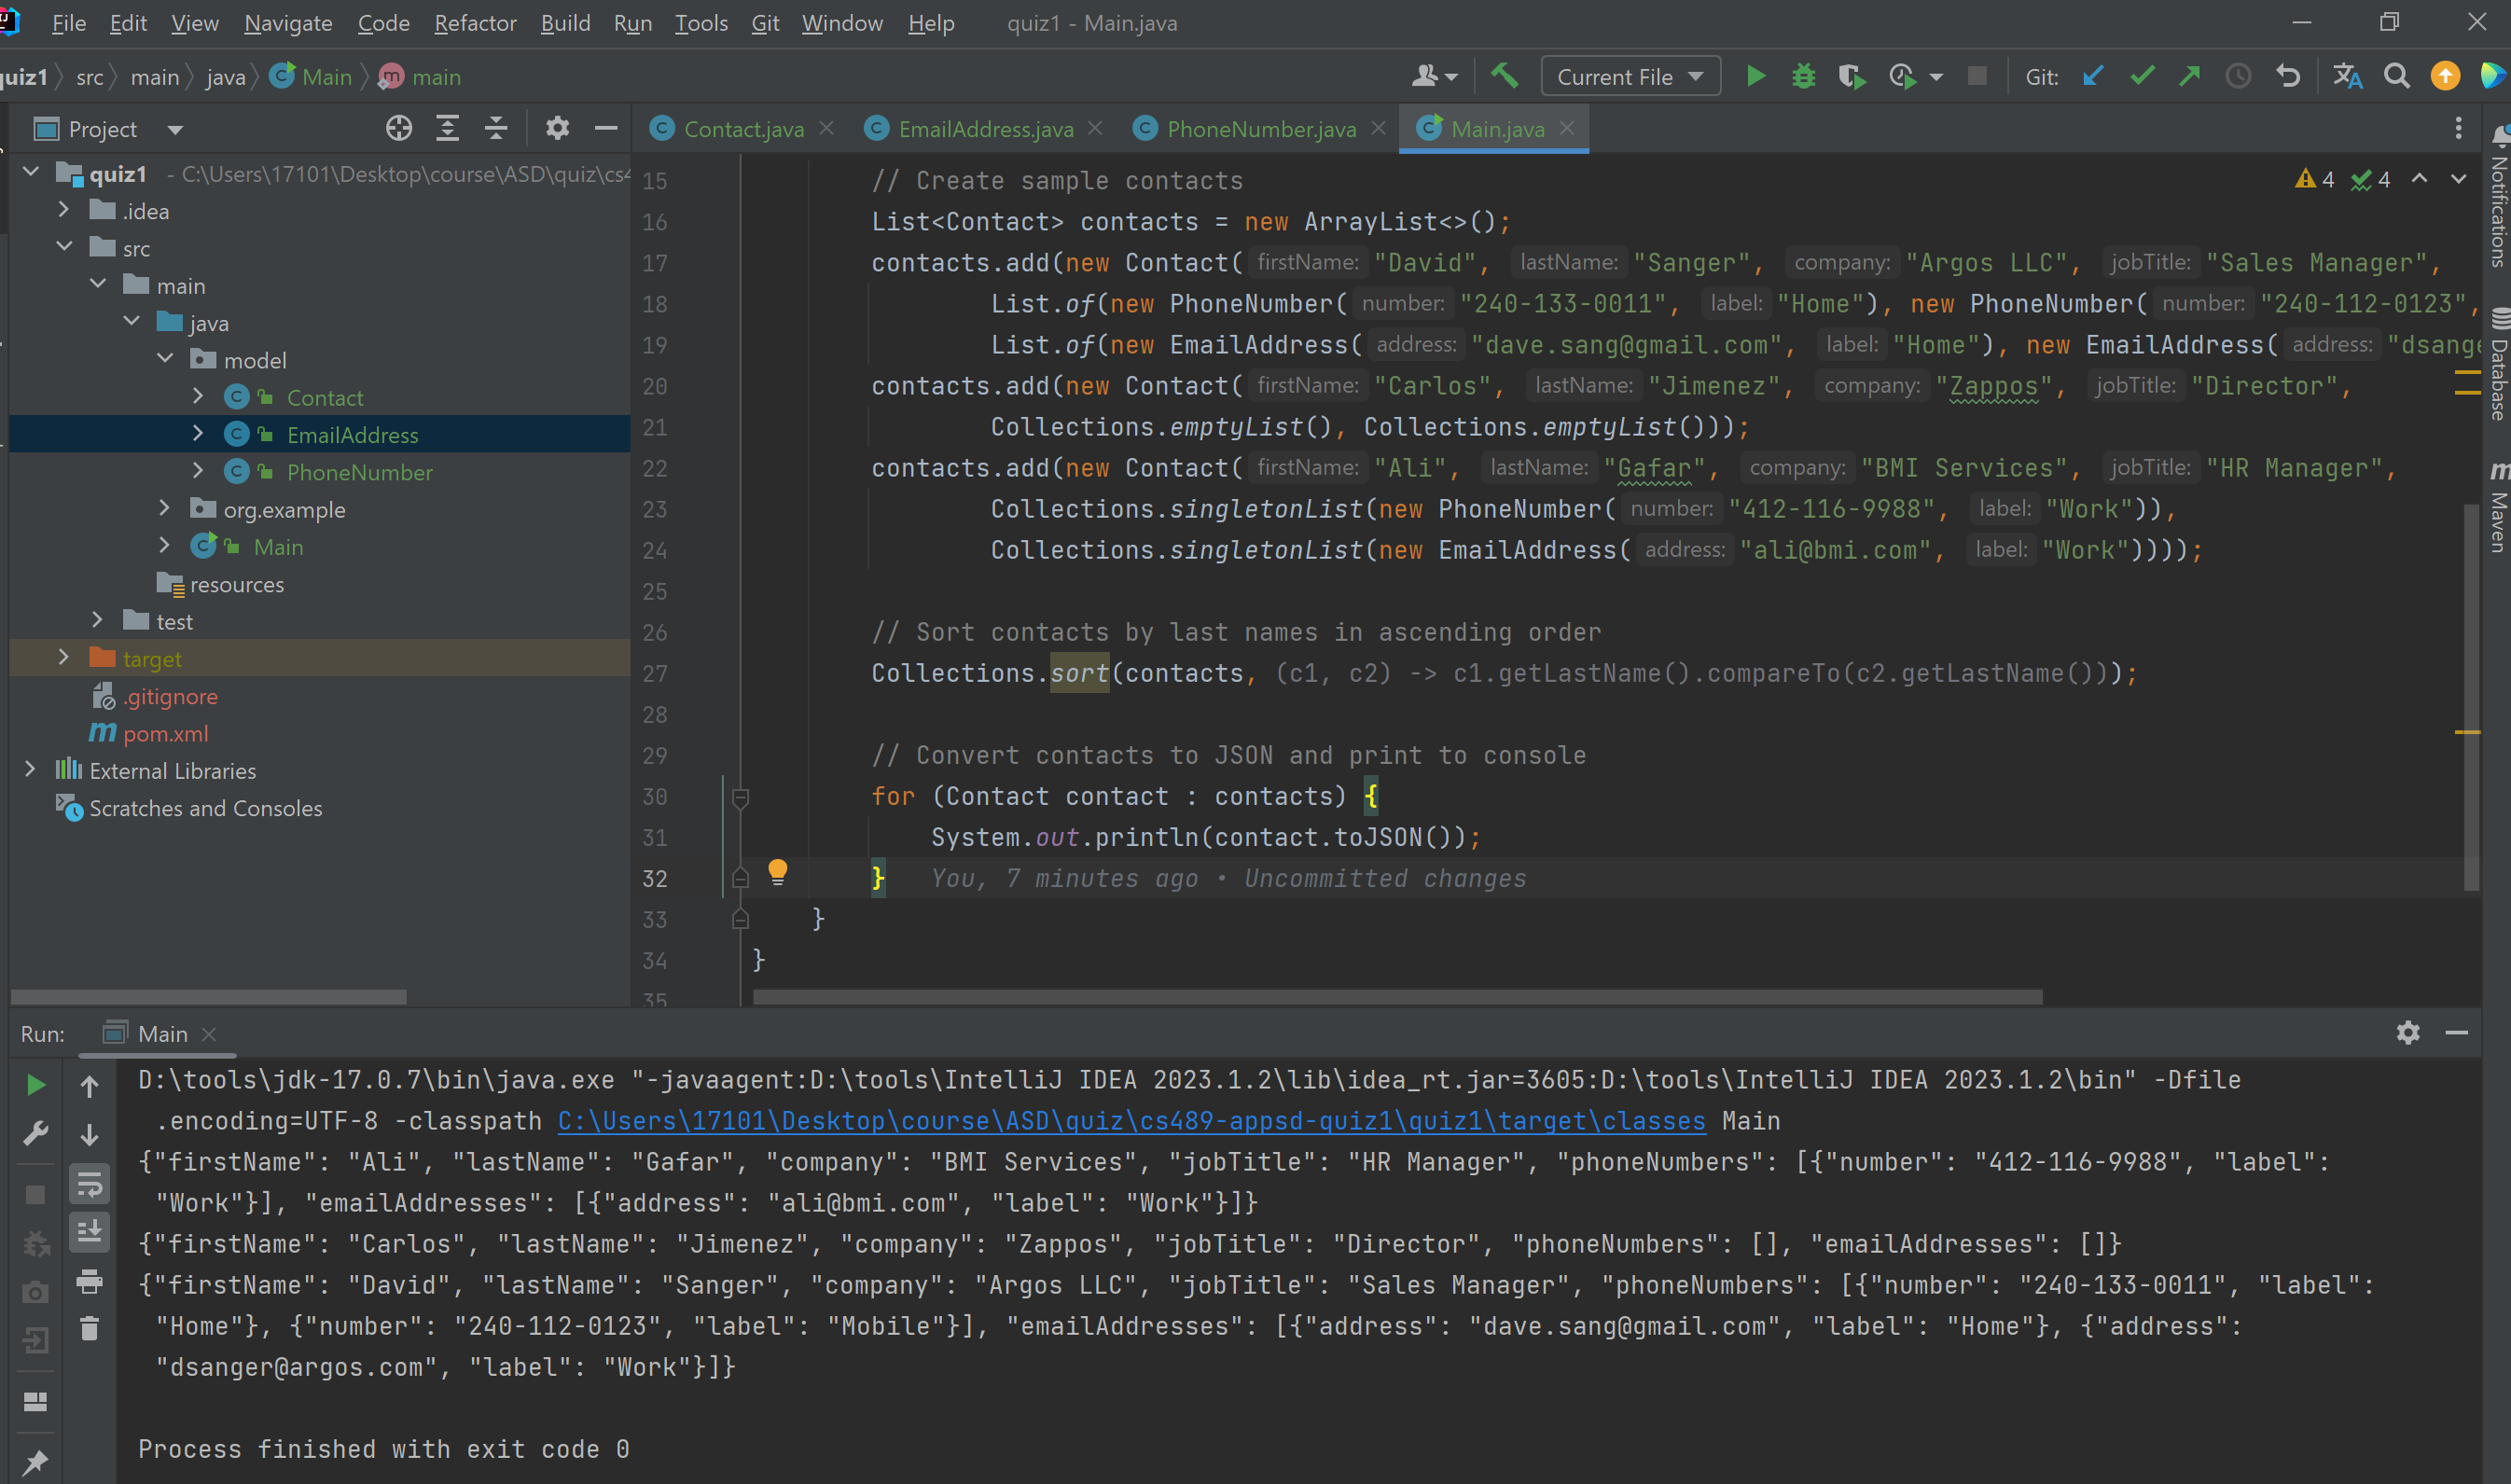 File Edit View Navigate Code Refactor Build Run Tools Git Window Help quiz1 - Main.java
quiz1 src main java Main main Current File Git:
Project
Contact.java EmailAddress.java PhoneNumber.java Main.java
quiz1 - C:\Users\17101\Desktop\course\ASD\quiz\cs4
.idea
src
main
java
model
Contact
EmailAddress
PhoneNumber
org.example
Main
resources
test
target
.gitignore
pom.xml
External Libraries
Scratches and Consoles
4 4
15 // Create sample contacts
16 List<Contact> contacts = new ArrayList<>();
17 contacts.add(new Contact( firstName: "David", lastName: "Sanger", company: "Argos LLC", jobTitle: "Sales Manager",
18 List.of(new PhoneNumber( number: "240-133-0011", label: "Home"), new PhoneNumber( number: "240-112-0123",
19 List.of(new EmailAddress( address: "dave.sang@gmail.com", label: "Home"), new EmailAddress( address: "dsange
20 contacts.add(new Contact( firstName: "Carlos", lastName: "Jimenez", company: "Zappos", jobTitle: "Director",
21 Collections.emptyList(), Collections.emptyList()));
22 contacts.add(new Contact( firstName: "Ali", lastName: "Gafar", company: "BMI Services", jobTitle: "HR Manager",
23 Collections.singletonList(new PhoneNumber( number: "412-116-9988", label: "Work")),
24 Collections.singletonList(new EmailAddress( address: "ali@bmi.com", label: "Work"))));
25
26 // Sort contacts by last names in ascending order
27 Collections.sort(contacts, (c1, c2) -> c1.getLastName().compareTo(c2.getLastName()));
28
29 // Convert contacts to JSON and print to console
30 for (Contact contact : contacts) {
31 System.out.println(contact.toJSON());
32 } You, 7 minutes ago • Uncommitted changes
33 }
34 }
35
Notifications
Database
Maven
Run: Main
D:\tools\jdk-17.0.7\bin\java.exe "-javaagent:D:\tools\IntelliJ IDEA 2023.1.2\lib\idea_rt.jar=3605:D:\tools\IntelliJ IDEA 2023.1.2\bin" -Dfile
.encoding=UTF-8 -classpath C:\Users\17101\Desktop\course\ASD\quiz\cs489-appsd-quiz1\quiz1\target\classes Main
{"firstName": "Ali", "lastName": "Gafar", "company": "BMI Services", "jobTitle": "HR Manager", "phoneNumbers": [{"number": "412-116-9988", "label":
"Work"}], "emailAddresses": [{"address": "ali@bmi.com", "label": "Work"}]}
{"firstName": "Carlos", "lastName": "Jimenez", "company": "Zappos", "jobTitle": "Director", "phoneNumbers": [], "emailAddresses": []}
{"firstName": "David", "lastName": "Sanger", "company": "Argos LLC", "jobTitle": "Sales Manager", "phoneNumbers": [{"number": "240-133-0011", "label":
"Home"}, {"number": "240-112-0123", "label": "Mobile"}], "emailAddresses": [{"address": "dave.sang@gmail.com", "label": "Home"}, {"address":
"dsanger@argos.com", "label": "Work"}]}
Process finished with exit code 0